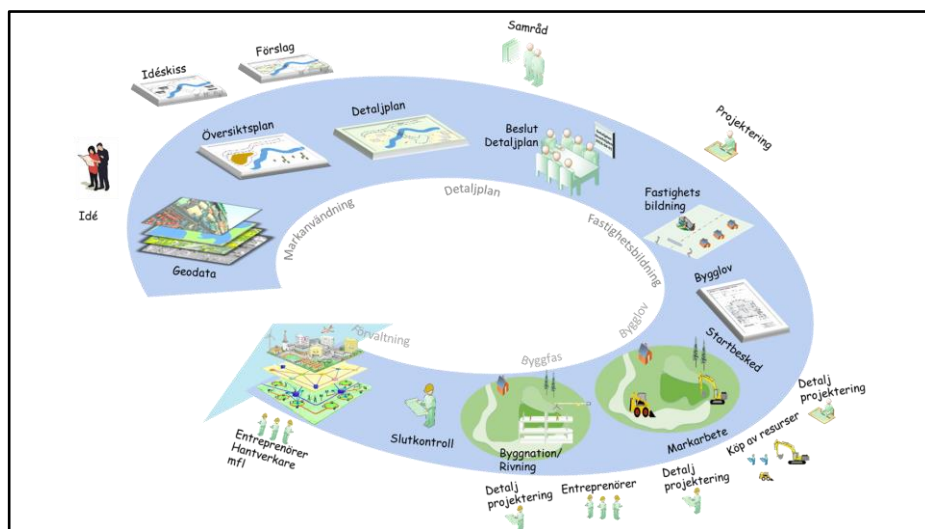 Samråd
Förslag
Idéskiss
Projektering
Detaljplan
Översiktsplan
Beslut
Detaljplan
Fastighets
bildning
Detaljplan
Markanvändning
Fastighetsbildning
Idé
Geodata
Bygglov
Bygglov
Startbesked
Förvaltning
Byggfas
Detalj
projektering
Köp av resurser
Markarbete
Slutkontroll
Byggnation/
Rivning
Entreprenörer
Hantverkare
mfl
Detalj
projektering
Entreprenörer
Detalj
projektering